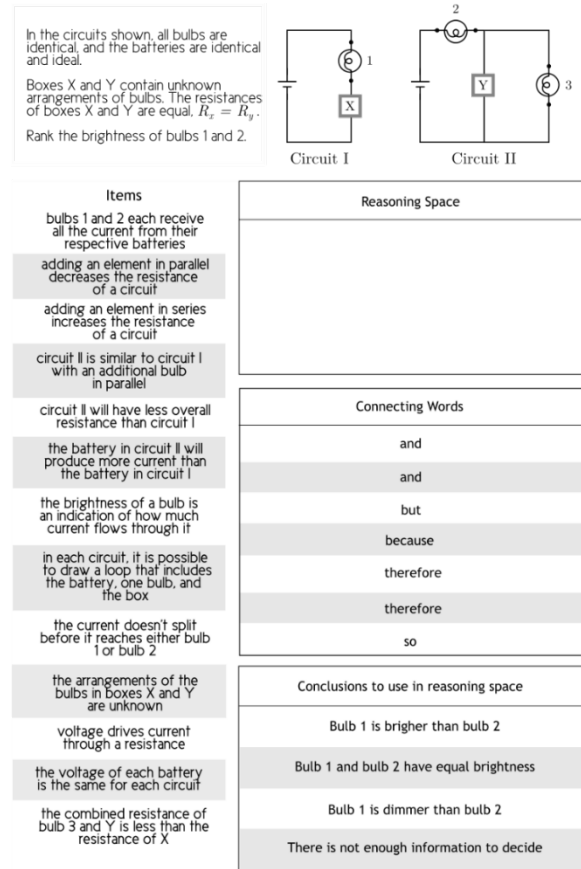 In the circuits shown, all bulbs are
identical, and the batteries are identical
and ideal.
Boxes X and Y contain unknown
arrangements of bulbs. The resistances
of boxes X and Y are equal, R_x = R_y.
Rank the brightness of bulbs 1 and 2.
1
X
Circuit I
2
Y
3
Circuit II
Items
bulbs 1 and 2 each receive
all the current from their
respective batteries
adding an element in parallel
decreases the resistance
of a circuit
adding an element in series
increases the resistance
of a circuit
circuit II is similar to circuit I
with an additional bulb
in parallel
circuit II will have less overall
resistance than circuit I
the battery in circuit II will
produce more current than
the battery in circuit I
the brightness of a bulb is
an indication of how much
current flows through it
in each circuit, it is possible
to draw a loop that includes
the battery, one bulb, and
the box
the current doesn't split
before it reaches either bulb
1 or bulb 2
the arrangements of the
bulbs in boxes X and Y
are unknown
voltage drives current
through a resistance
the voltage of each battery
is the same for each circuit
the combined resistance of
bulb 3 and Y is less than the
resistance of X
Reasoning Space
Connecting Words
and
and
but
because
therefore
therefore
so
Conclusions to use in reasoning space
Bulb 1 is brigher than bulb 2
Bulb 1 and bulb 2 have equal brightness
Bulb 1 is dimmer than bulb 2
There is not enough information to decide